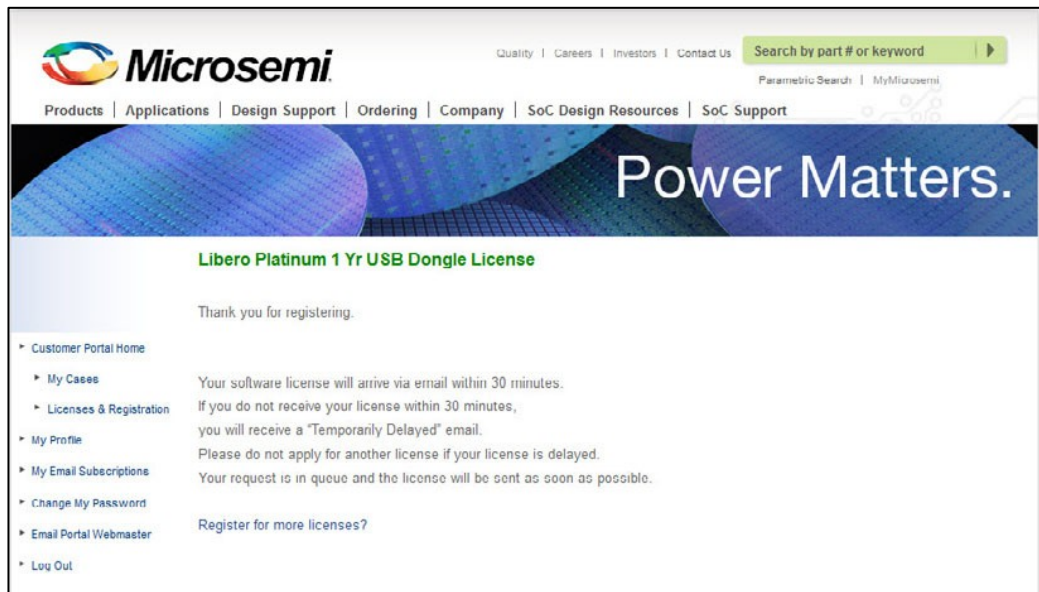 Microsemi.
Quality | Careers | Investors | Contact Us
Search by part # or keyword
Parametric Search | MyMicrosemi
Products | Applications | Design Support | Ordering | Company | SoC Design Resources | SoC Support
Power Matters.
Libero Platinum 1 Yr USB Dongle License
Thank you for registering.
Customer Portal Home
My Cases
Licenses & Registration
My Profile
My Email Subscriptions
Change My Password
Email Portal Webmaster
Log Out
Your software license will arrive via email within 30 minutes.
If you do not receive your license within 30 minutes,
you will receive a "Temporarily Delayed" email.
Please do not apply for another license if your license is delayed.
Your request is in queue and the license will be sent as soon as possible.
Register for more licenses?